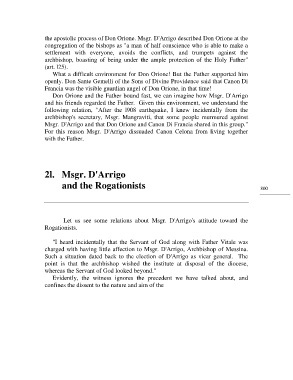 the apostolic process of Don Orione. Msgr. D'Arrigo described Don Orione at the
congregation of the bishops as "a man of half conscience who is able to make a
settlement with everyone, avoids the conflicts, and trumpets against the
archbishop, boasting of being under the ample protection of the Holy Father"
(art. 125).
What a difficult environment for Don Orione! But the Father supported him
openly. Don Sante Gemelli of the Sons of Divine Providence said that Canon Di
Francia was the visible guardian angel of Don Orione, in that time!
Don Orione and the Father bound fast, we can imagine how Msgr. D'Arrigo
and his friends regarded the Father. Given this environment, we understand the
following relation. "After the 1908 earthquake, I knew incidentally from the
archbishop's secretary, Msgr. Mangraviti, that some people murmured against
Msgr. D'Arrigo and that Don Orione and Canon Di Francia shared in this group."
For this reason Msgr. D'Arrigo dissuaded Canon Celona from living together
with the Father.
2l. Msgr. D'Arrigo
and the Rogationists
380
Let us see some relations about Msgr. D'Arrigo's attitude toward the
Rogationists.
"I heard incidentally that the Servant of God along with Father Vitale was
charged with having little affection to Msgr. D'Arrigo, Archbishop of Messina.
Such a situation dated back to the election of D'Arrigo as vicar general. The
point is that the archbishop wished the institute at disposal of the diocese,
whereas the Servant of God looked beyond."
Evidently, the witness ignores the precedent we have talked about, and
confines the dissent to the nature and aim of the